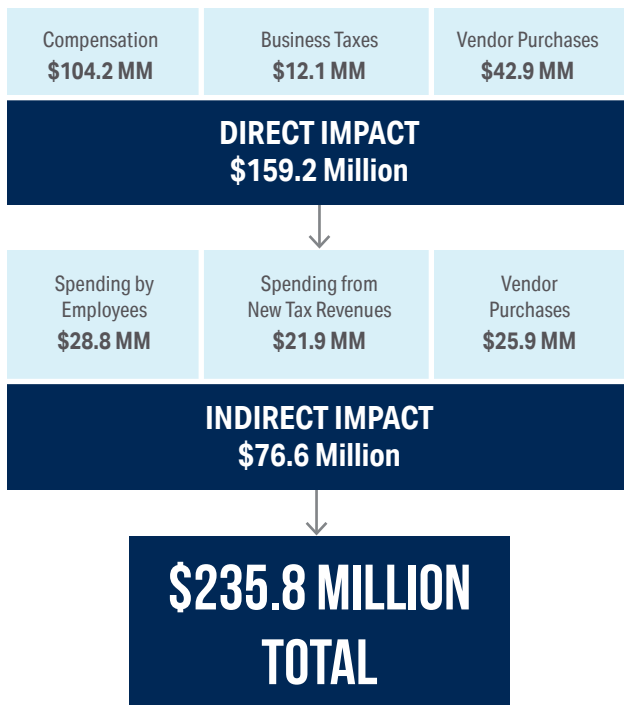 Compensation
$104.2 MM
Business Taxes
$12.1 MM
Vendor Purchases
$42.9 MM
DIRECT IMPACT
$159.2 Million
Spending by
Employees
$28.8 MM
Spending from
New Tax Revenues
$21.9 MM
Vendor
Purchases
$25.9 MM
INDIRECT IMPACT
$76.6 Million
$235.8 MILLION
TOTAL